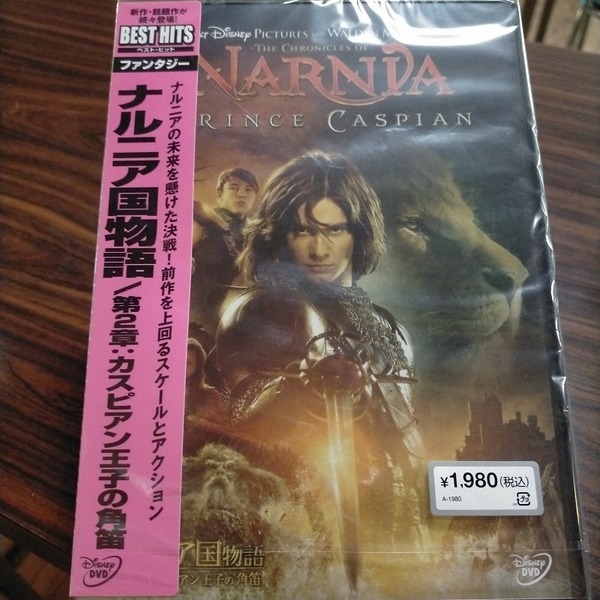 新作・話題作が
続々登場!
BEST HITS
ベスト・ヒット
ファンタジー
ナルニアの未来を懸けた決戦!前作を上回るスケールとアクション
ナルニア国物語/第2章:カスピアン王子の角笛
Disney
DVD
Disney PICTURES
THE CHRONICLES OF
NARNIA
RINCE CASPIAN
¥1,980(税込)
A-1980
ア国物語
アン王子の角笛
Disney
DVD